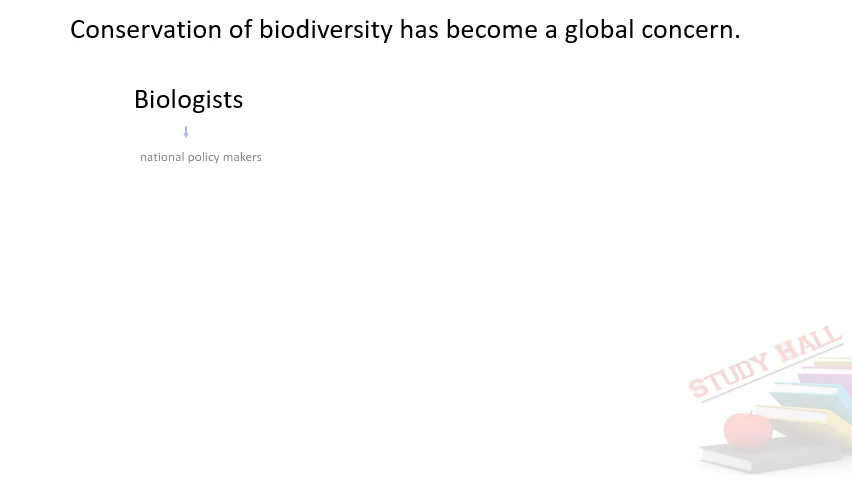 Conservation of biodiversity has become a global concern.
Biologists
national policy makers
STUDY HALL